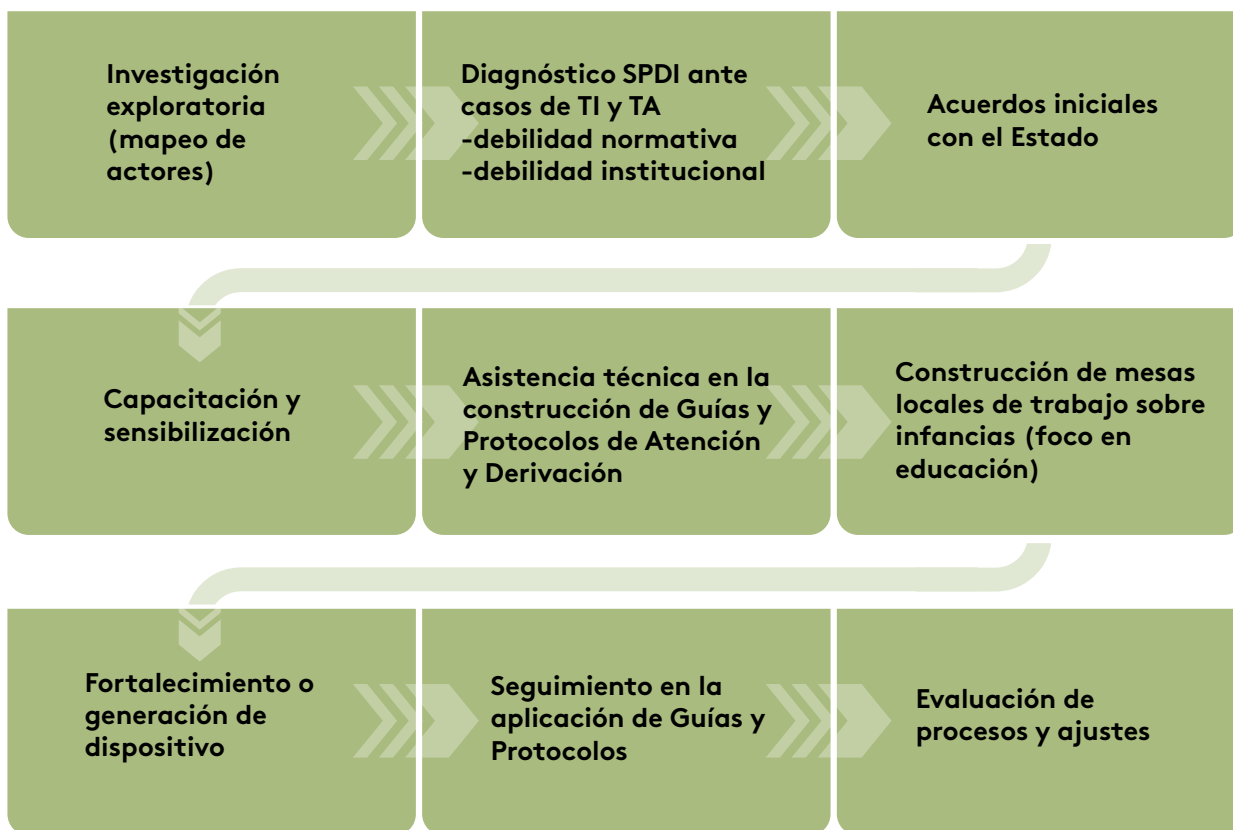 Investigación
exploratoria
(mapeo de
actores)
Diagnóstico SPDI ante
casos de TI y TA
-debilidad normativa
-debilidad institucional
Acuerdos iniciales
con el Estado
Capacitación y
sensibilización
Asistencia técnica en la
construcción de Guías y
Protocolos de Atención
y Derivación
Construcción de mesas
locales de trabajo sobre
infancias (foco en
educación)
Fortalecimiento o
generación de
dispositivo
Seguimiento en la
aplicación de Guías y
Protocolos
Evaluación de
procesos y ajustes